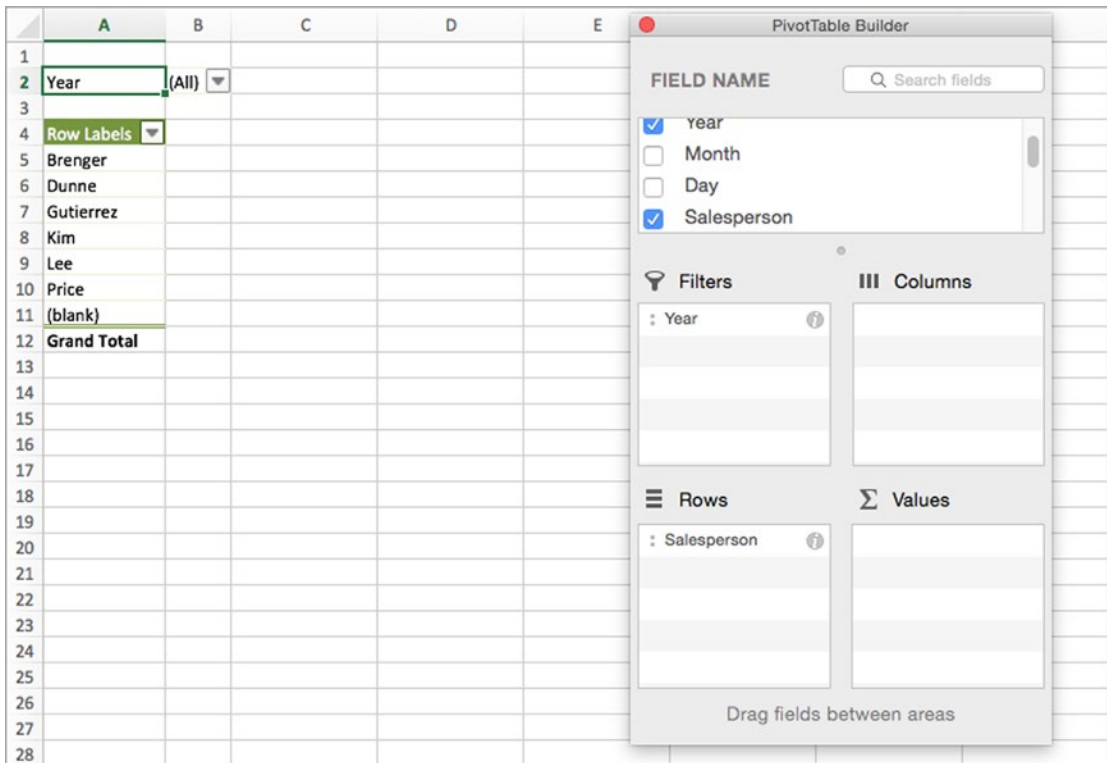 A B C D E
PivotTable Builder
1
2 Year (All)
3
4 Row Labels
5 Brenger
6 Dunne
7 Gutierrez
8 Kim
9 Lee
10 Price
11 (blank)
12 Grand Total
13
14
15
16
17
18
19
20
21
22
23
24
25
26
27
28
FIELD NAME
Search fields
Year
Month
Day
Salesperson
Filters
Columns
: Year
Rows
Σ Values
: Salesperson
Drag fields between areas